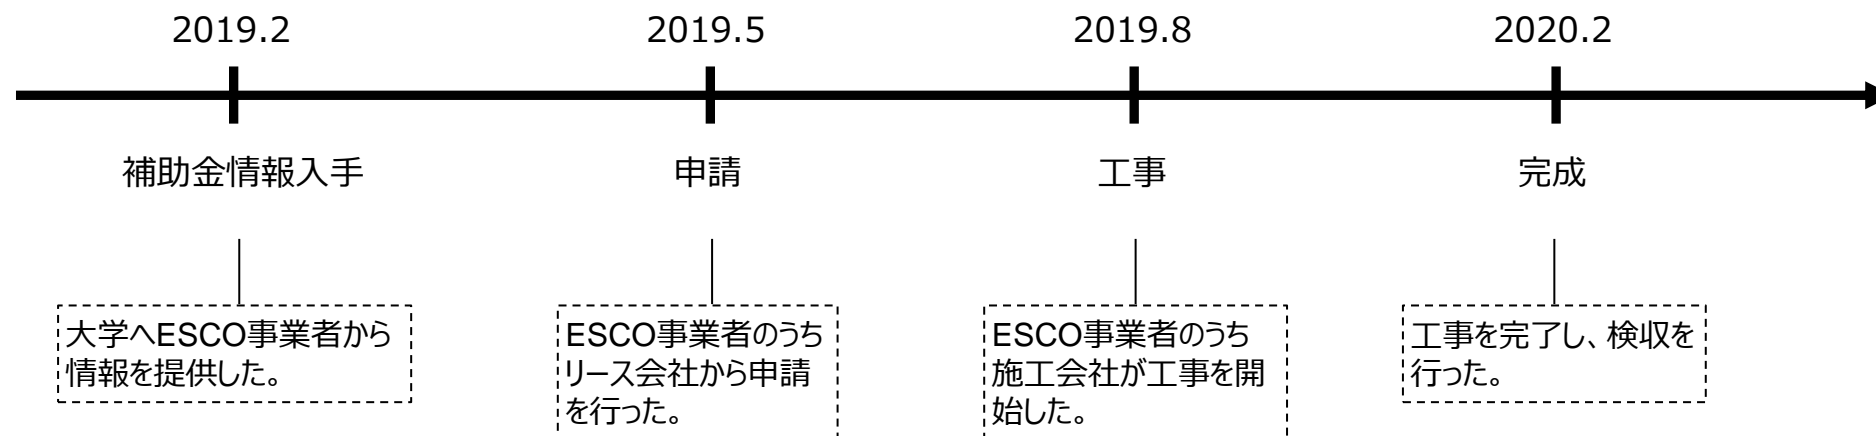 2019.2
2019.5
2019.8
2020.2
補助金情報入手
申請
工事
完成
大学へESCO事業者から
情報を提供した。
ESCO事業者のうち
リース会社から申請
を行った。
ESCO事業者のうち
施工会社が工事を開
始した。
工事を完了し、検収を
行った。